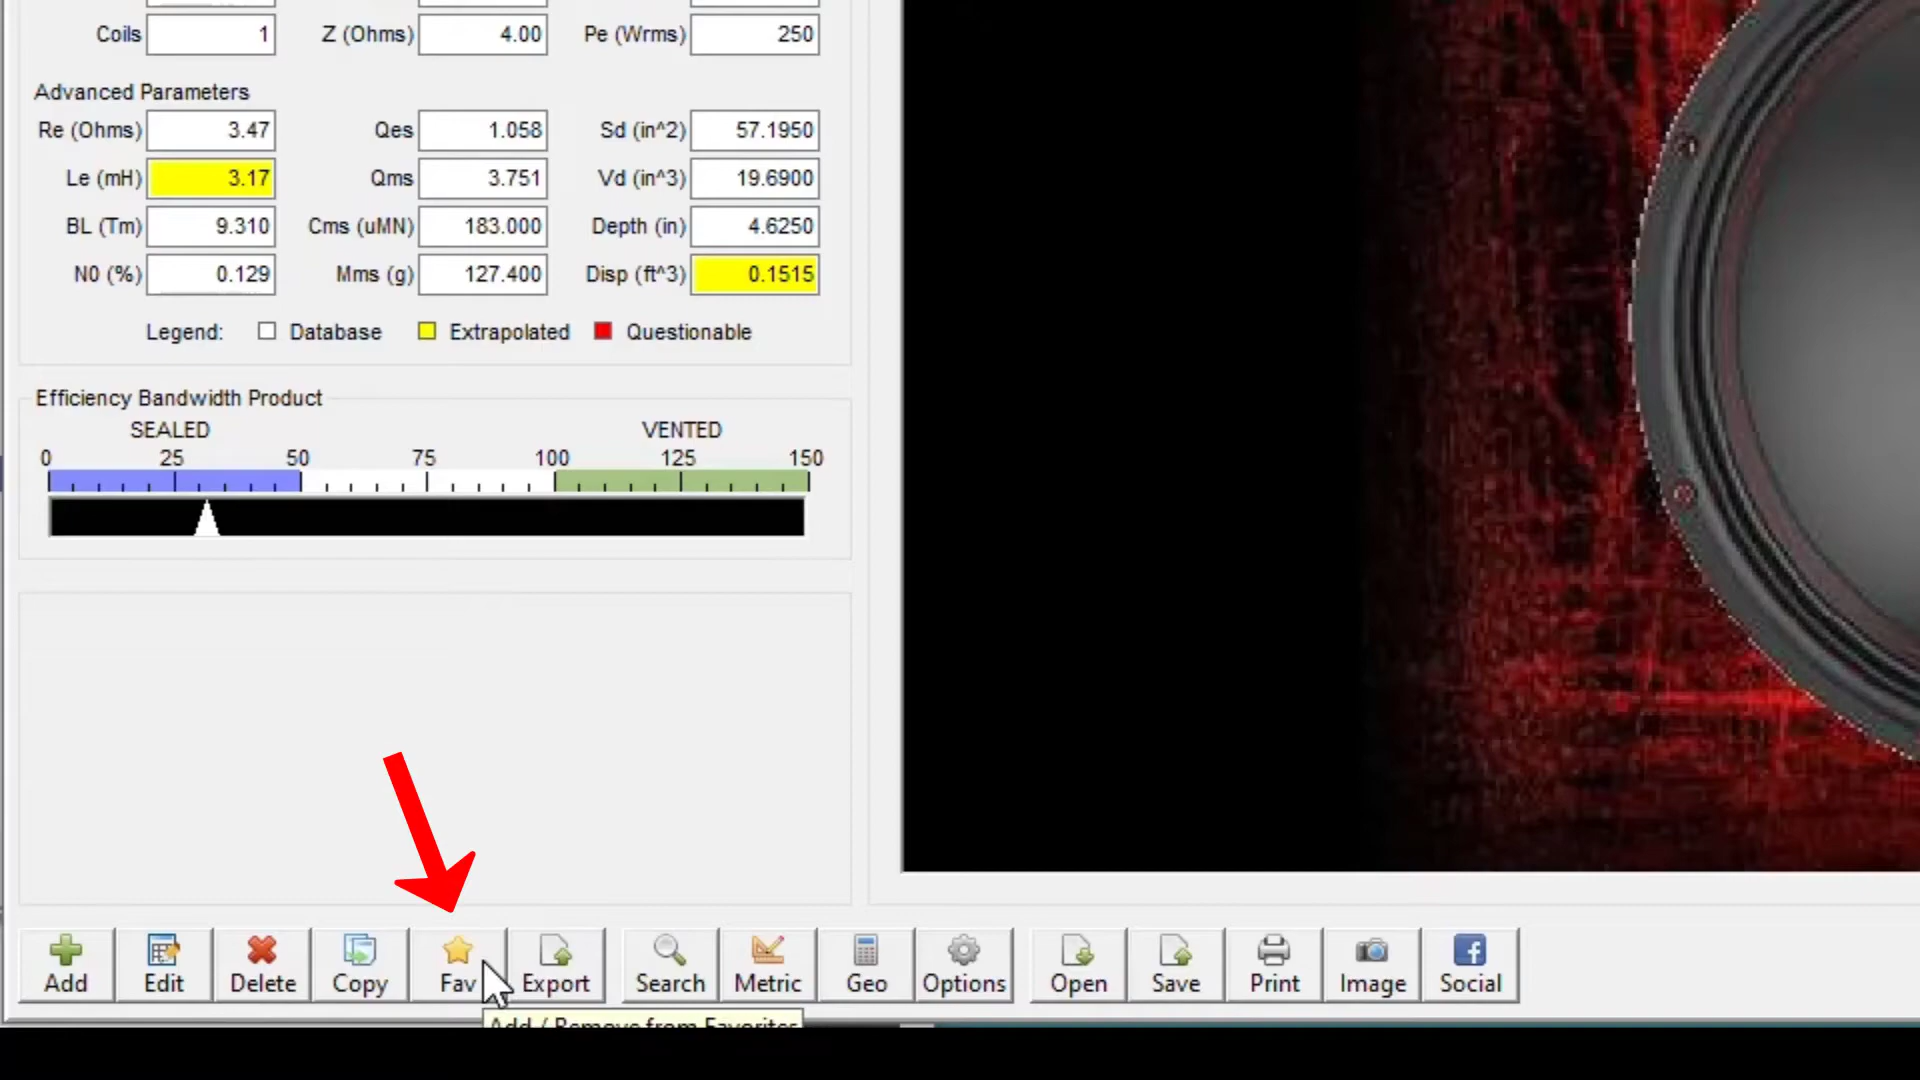 Coils 1 Z (Ohms) 4.00 Pe (Wrms) 250
Advanced Parameters
Re (Ohms) 3.47 Qes 1.058 Sd (in^2) 57.1950
Le (mH) 3.17 Qms 3.751 Vd (in^3) 19.6900
BL (Tm) 9.310 Cms (uMN) 183.000 Depth (in) 4.6250
N0 (%) 0.129 Mms (g) 127.400 Disp (ft^3) 0.1515
Legend: Database Extrapolated Questionable
Efficiency Bandwidth Product
SEALED VENTED
0 25 50 75 100 125 150
Add Edit Delete Copy Fav Export Search Metric Geo Options Open Save Print Image Social
Add / Remove from Favorites